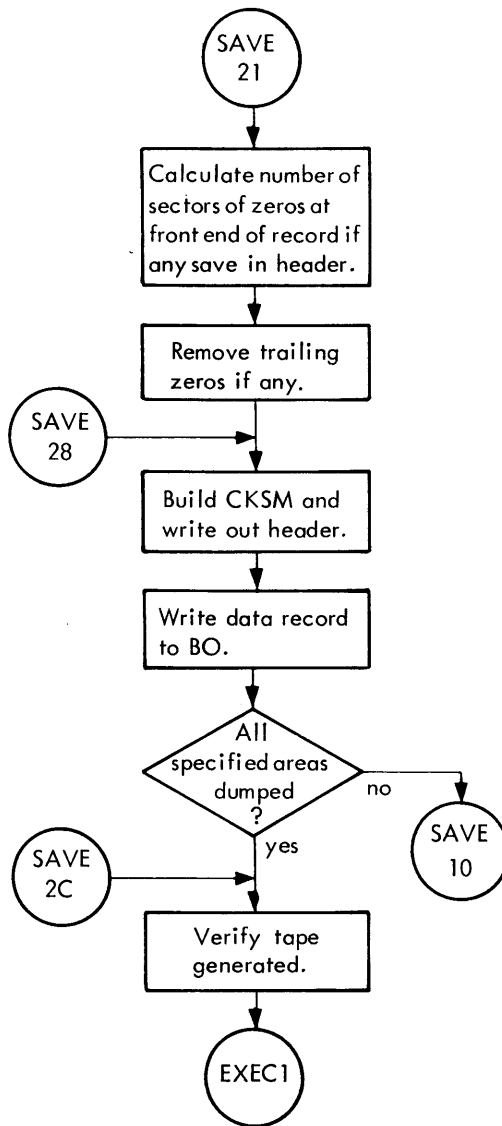 SAVE
21
Calculate number of
sectors of zeros at
front end of record if
any save in header.
Remove trailing
zeros if any.
SAVE
28
Build CKSM and
write out header.
Write data record
to BO.
All
specified areas
dumped
?
no
yes
SAVE
10
SAVE
2C
Verify tape
generated.
EXEC1